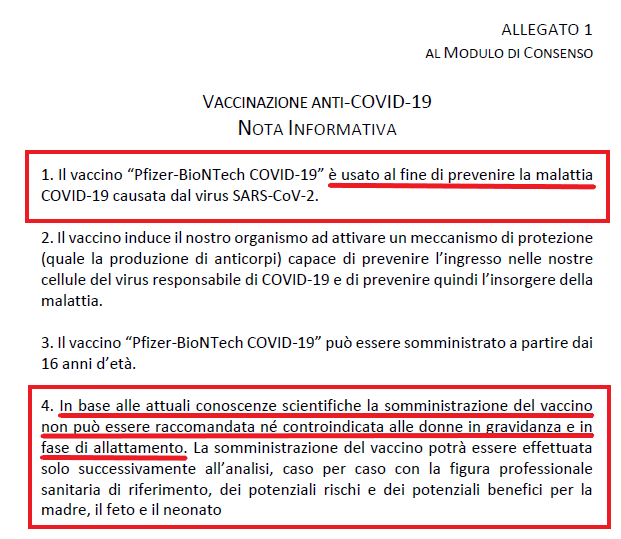 ALLEGATO 1
AL MODULO DI CONSENSO
VACCINAZIONE ANTI-COVID-19
NOTA INFORMATIVA
1. Il vaccino “Pfizer-BioNTech COVID-19” è usato al fine di prevenire la malattia
COVID-19 causata dal virus SARS-CoV-2.
2. Il vaccino induce il nostro organismo ad attivare un meccanismo di protezione
(quale la produzione di anticorpi) capace di prevenire l’ingresso nelle nostre
cellule del virus responsabile di COVID-19 e di prevenire quindi l’insorgere della
malattia.
3. Il vaccino “Pfizer-BioNTech COVID-19” può essere somministrato a partire dai
16 anni d’età.
4. In base alle attuali conoscenze scientifiche la somministrazione del vaccino
non può essere raccomandata né controindicata alle donne in gravidanza e in
fase di allattamento. La somministrazione del vaccino potrà essere effettuata
solo successivamente all’analisi, caso per caso con la figura professionale
sanitaria di riferimento, dei potenziali rischi e dei potenziali benefici per la
madre, il feto e il neonato